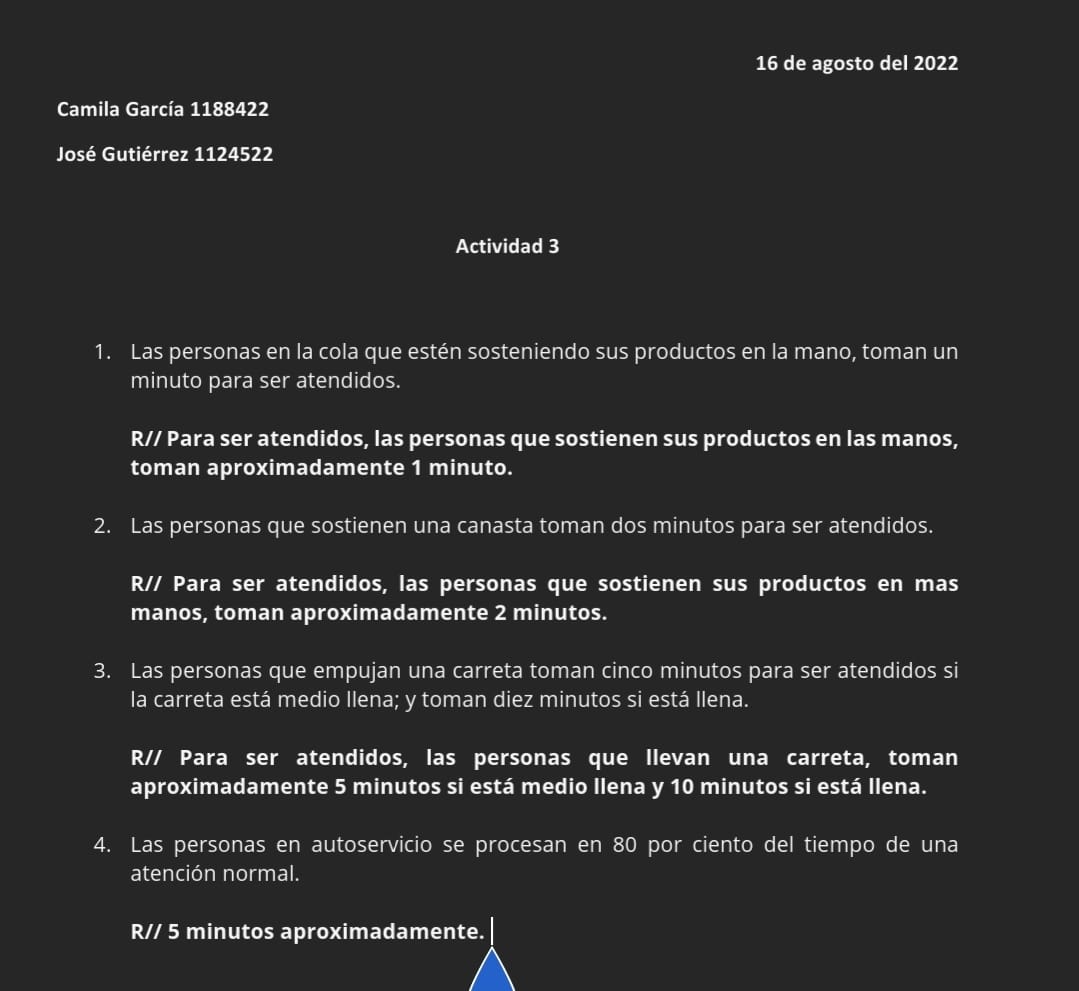 16 de agosto del 2022
Camila García 1188422
José Gutiérrez 1124522
Actividad 3
1. Las personas en la cola que estén sosteniendo sus productos en la mano, toman un
minuto para ser atendidos.
R// Para ser atendidos, las personas que sostienen sus productos en las manos,
toman aproximadamente 1 minuto.
2. Las personas que sostienen una canasta toman dos minutos para ser atendidos.
R// Para ser atendidos, las personas que sostienen sus productos en mas
manos, toman aproximadamente 2 minutos.
3. Las personas que empujan una carreta toman cinco minutos para ser atendidos si
la carreta está medio llena; y toman diez minutos si está llena.
R// Para ser atendidos, las personas que llevan una carreta, toman
aproximadamente 5 minutos si está medio llena y 10 minutos si está llena.
4. Las personas en autoservicio se procesan en 80 por ciento del tiempo de una
atención normal.
R// 5 minutos aproximadamente.